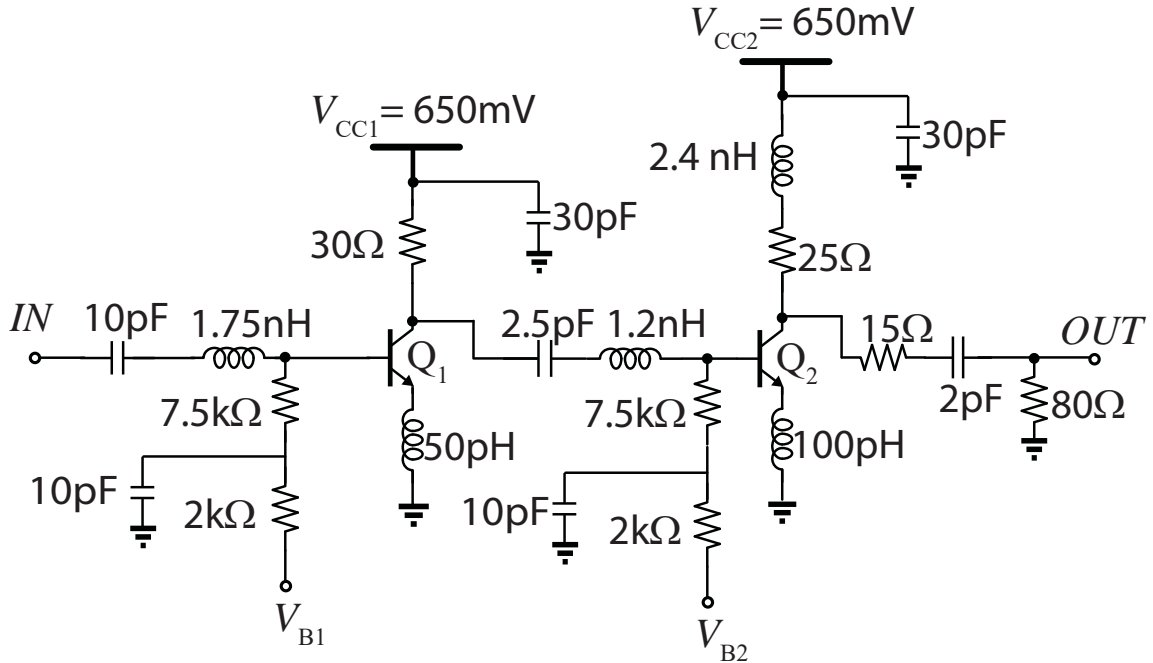 V_CC2 = 650mV
V_CC1 = 650mV
30pF
2.4 nH
30pF
30Ω
25Ω
IN
10pF
1.75nH
Q_1
2.5pF
1.2nH
Q_2
15Ω
OUT
2pF
80Ω
7.5kΩ
50pH
7.5kΩ
100pH
10pF
2kΩ
10pF
2kΩ
V_B1
V_B2